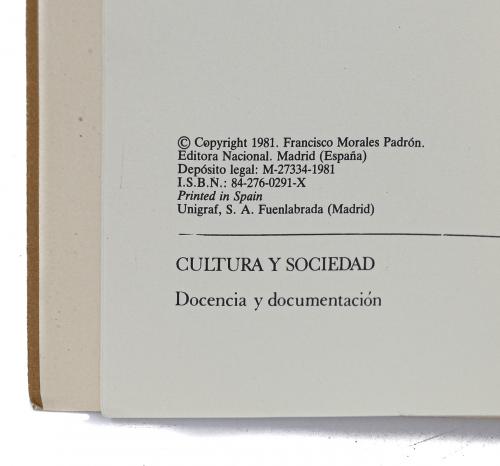 © Copyright 1981. Francisco Morales Padrón.
Editora Nacional. Madrid (España)
Depósito legal: M-27334-1981
I.S.B.N.: 84-276-0291-X
Printed in Spain
Unigraf, S. A. Fuenlabrada (Madrid)
CULTURA Y SOCIEDAD
Docencia y documentación